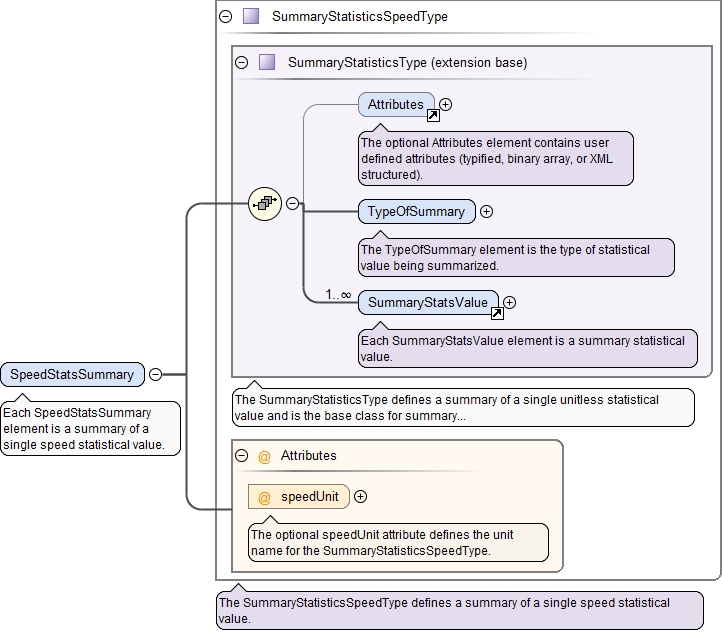 SummaryStatisticsSpeedType
SummaryStatisticsType (extension base)
Attributes
The optional Attributes element contains user
defined attributes (typified, binary array, or XML
structured).
TypeOfSummary
The TypeOfSummary element is the type of statistical
value being summarized.
1..∞
SummaryStatsValue
Each SummaryStatsValue element is a summary statistical
value.
SpeedStatsSummary
Each SpeedStatsSummary
element is a summary of a
single speed statistical value.
The SummaryStatisticsType defines a summary of a single unitless statistical
value and is the base class for summary...
@ Attributes
@ speedUnit
The optional speedUnit attribute defines the unit
name for the SummaryStatisticsSpeedType.
The SummaryStatisticsSpeedType defines a summary of a single speed statistical
value.